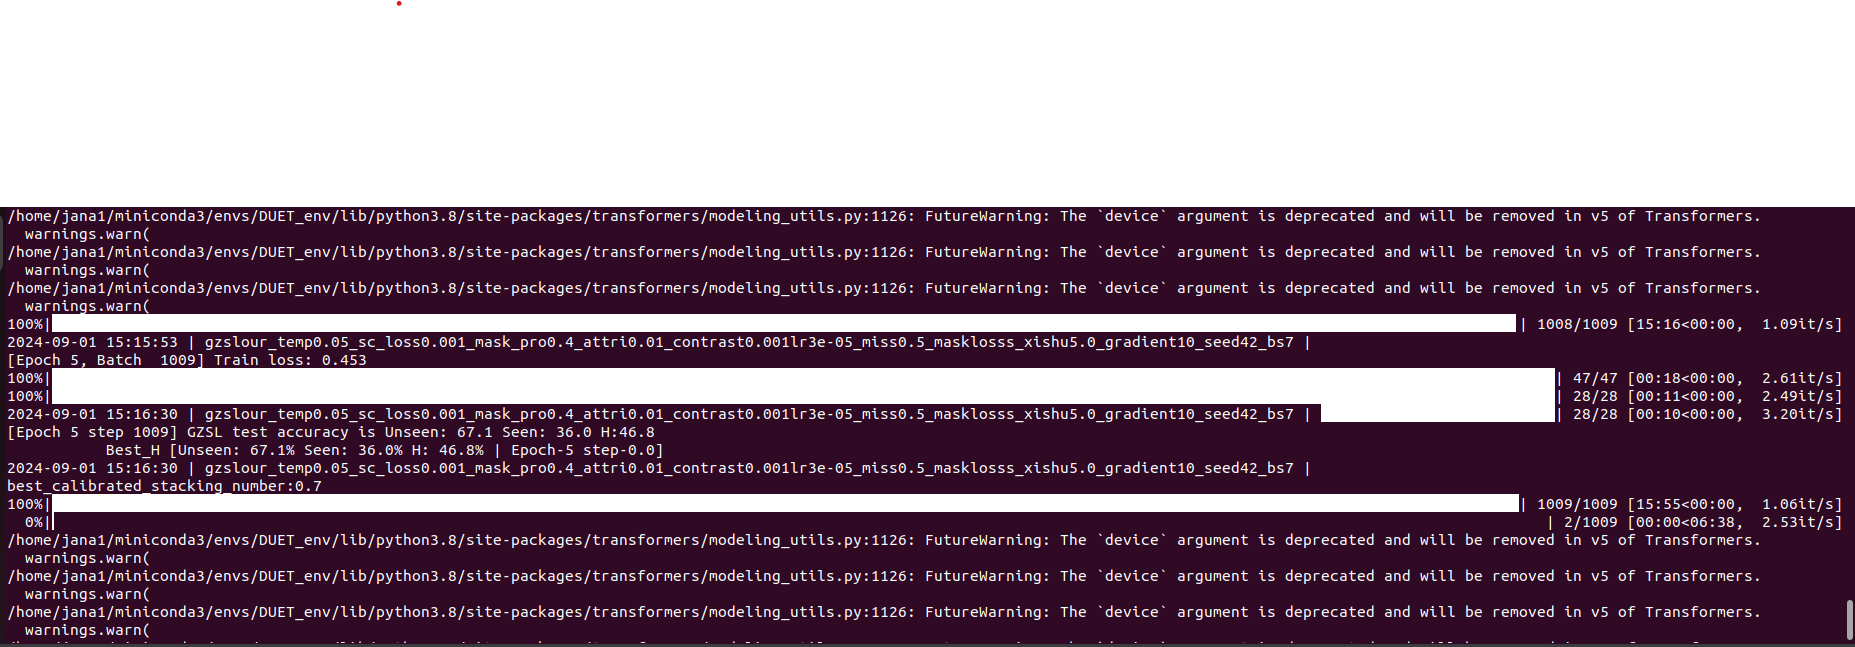 /home/jana1/miniconda3/envs/DUET_env/lib/python3.8/site-packages/transformers/modeling_utils.py:1126: FutureWarning: The `device` argument is deprecated and will be removed in v5 of Transformers.
  warnings.warn(
/home/jana1/miniconda3/envs/DUET_env/lib/python3.8/site-packages/transformers/modeling_utils.py:1126: FutureWarning: The `device` argument is deprecated and will be removed in v5 of Transformers.
  warnings.warn(
/home/jana1/miniconda3/envs/DUET_env/lib/python3.8/site-packages/transformers/modeling_utils.py:1126: FutureWarning: The `device` argument is deprecated and will be removed in v5 of Transformers.
  warnings.warn(
100%| | 1008/1009 [15:16<00:00,  1.09it/s]
2024-09-01 15:15:53 | gzslour_temp0.05_sc_loss0.001_mask_pro0.4_attri0.01_contrast0.001lr3e-05_miss0.5_masklosss_xishu5.0_gradient10_seed42_bs7 |
[Epoch 5, Batch  1009] Train loss: 0.453
100%| | 47/47 [00:18<00:00,  2.61it/s]
100%| | 28/28 [00:11<00:00,  2.49it/s]
2024-09-01 15:16:30 | gzslour_temp0.05_sc_loss0.001_mask_pro0.4_attri0.01_contrast0.001lr3e-05_miss0.5_masklosss_xishu5.0_gradient10_seed42_bs7 | | 28/28 [00:10<00:00,  3.20it/s]
[Epoch 5 step 1009] GZSL test accuracy is Unseen: 67.1 Seen: 36.0 H:46.8
           Best_H [Unseen: 67.1% Seen: 36.0% H: 46.8% | Epoch-5 step-0.0]
2024-09-01 15:16:30 | gzslour_temp0.05_sc_loss0.001_mask_pro0.4_attri0.01_contrast0.001lr3e-05_miss0.5_masklosss_xishu5.0_gradient10_seed42_bs7 |
best_calibrated_stacking_number:0.7
100%| | 1009/1009 [15:55<00:00,  1.06it/s]
  0%| | 2/1009 [00:00<06:38,  2.53it/s]
/home/jana1/miniconda3/envs/DUET_env/lib/python3.8/site-packages/transformers/modeling_utils.py:1126: FutureWarning: The `device` argument is deprecated and will be removed in v5 of Transformers.
  warnings.warn(
/home/jana1/miniconda3/envs/DUET_env/lib/python3.8/site-packages/transformers/modeling_utils.py:1126: FutureWarning: The `device` argument is deprecated and will be removed in v5 of Transformers.
  warnings.warn(
/home/jana1/miniconda3/envs/DUET_env/lib/python3.8/site-packages/transformers/modeling_utils.py:1126: FutureWarning: The `device` argument is deprecated and will be removed in v5 of Transformers.
  warnings.warn(